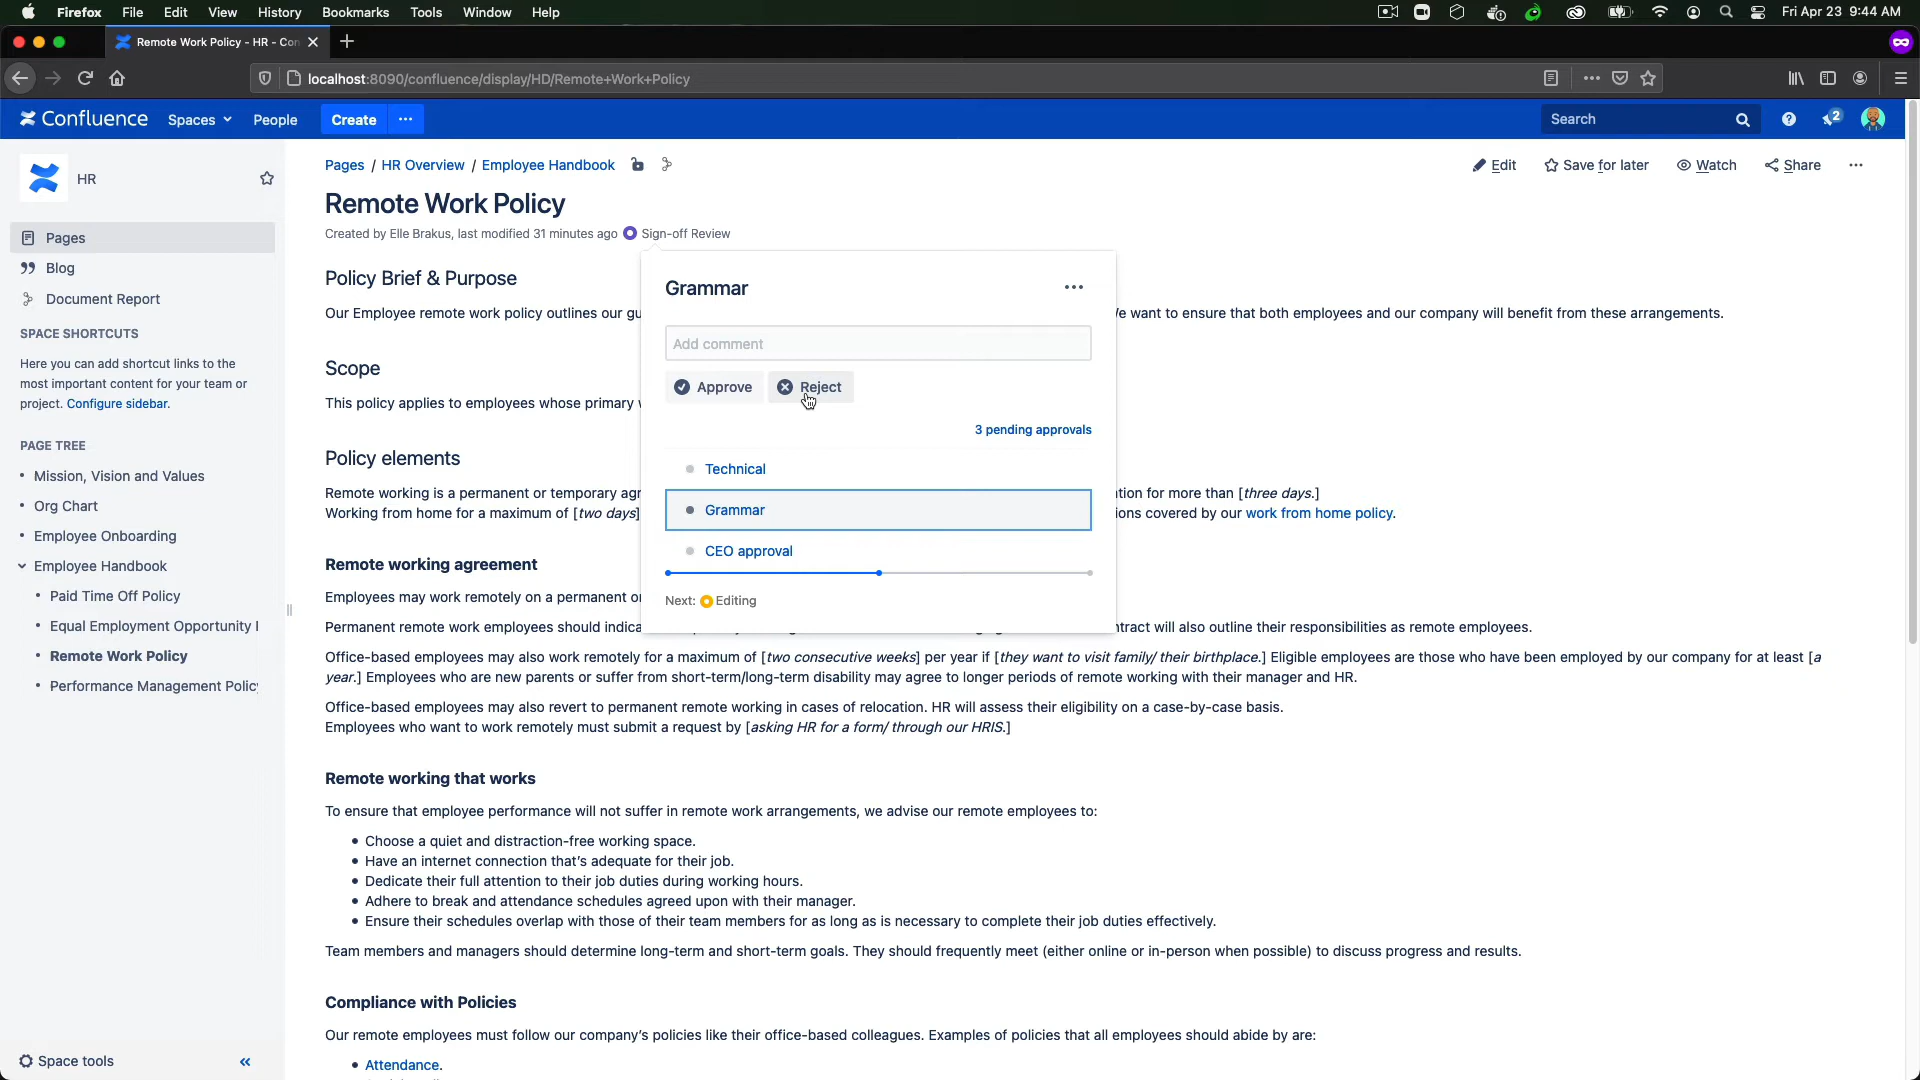 Firefox File Edit View History Bookmarks Tools Window Help
Fri Apr 23 9:44 AM
Remote Work Policy - HR - Con
localhost:8090/confluence/display/HD/Remote+Work+Policy
Confluence Spaces People Create ···
Search
2
HR
Pages
Blog
Document Report
SPACE SHORTCUTS
Here you can add shortcut links to the
most important content for your team or
project. Configure sidebar.
PAGE TREE
Mission, Vision and Values
Org Chart
Employee Onboarding
Employee Handbook
Paid Time Off Policy
Equal Employment Opportunity
Remote Work Policy
Performance Management Policy
Space tools
Pages / HR Overview / Employee Handbook
Edit Save for later Watch Share ···
Remote Work Policy
Created by Elle Brakus, last modified 31 minutes ago Sign-off Review
Policy Brief & Purpose
Our Employee remote work policy outlines our gu
e want to ensure that both employees and our company will benefit from these arrangements.
Scope
This policy applies to employees whose primary
Policy elements
Remote working is a permanent or temporary agr
tion for more than [three days.]
Working from home for a maximum of [two days]
ions covered by our work from home policy.
Grammar
···
Add comment
Approve Reject
3 pending approvals
Technical
Grammar
CEO approval
Next: Editing
Remote working agreement
Employees may work remotely on a permanent or
Permanent remote work employees should indica
tract will also outline their responsibilities as remote employees.
Office-based employees may also work remotely for a maximum of [two consecutive weeks] per year if [they want to visit family/ their birthplace.] Eligible employees are those who have been employed by our company for at least [a
year.] Employees who are new parents or suffer from short-term/long-term disability may agree to longer periods of remote working with their manager and HR.
Office-based employees may also revert to permanent remote working in cases of relocation. HR will assess their eligibility on a case-by-case basis.
Employees who want to work remotely must submit a request by [asking HR for a form/ through our HRIS.]
Remote working that works
To ensure that employee performance will not suffer in remote work arrangements, we advise our remote employees to:
• Choose a quiet and distraction-free working space.
• Have an internet connection that's adequate for their job.
• Dedicate their full attention to their job duties during working hours.
• Adhere to break and attendance schedules agreed upon with their manager.
• Ensure their schedules overlap with those of their team members for as long as is necessary to complete their job duties effectively.
Team members and managers should determine long-term and short-term goals. They should frequently meet (either online or in-person when possible) to discuss progress and results.
Compliance with Policies
Our remote employees must follow our company's policies like their office-based colleagues. Examples of policies that all employees should abide by are:
• Attendance.